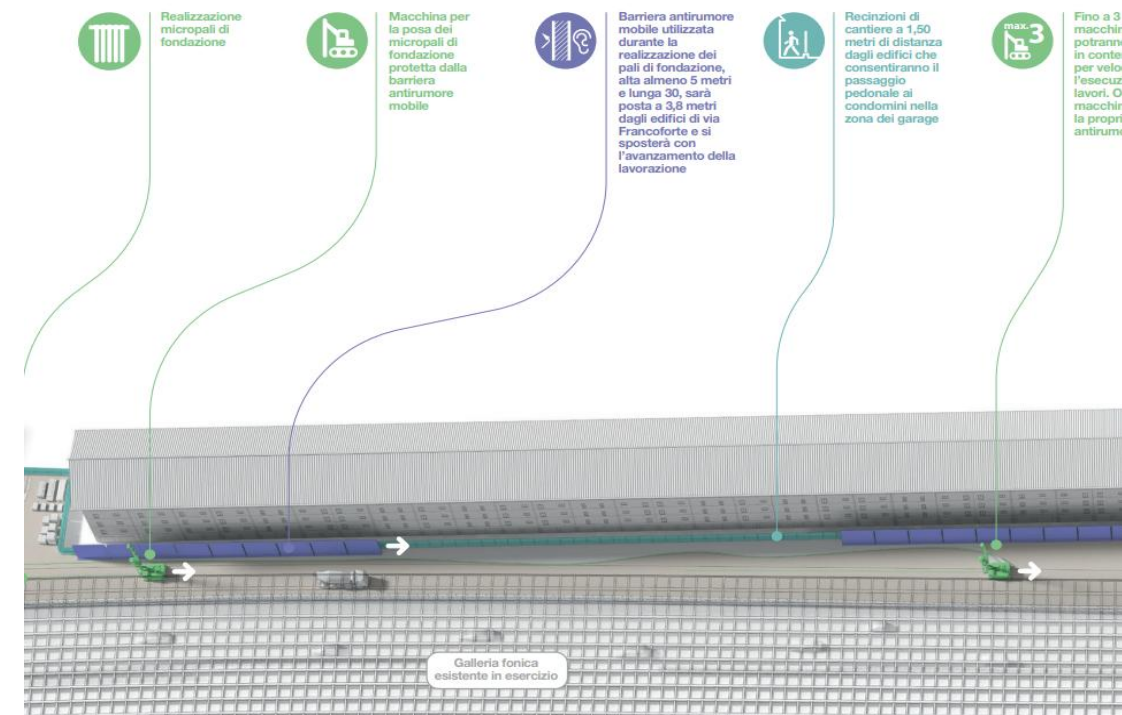 Realizzazione
micropali di
fondazione
Macchina per
la posa dei
micropali di
fondazione
protetta dalla
barriera
antirumore
mobile
Barriera antirumore
mobile utilizzata
durante la
realizzazione dei
pali di fondazione,
alta almeno 5 metri
e lunga 30, sarà
posta a 3,8 metri
dagli edifici di via
Francoforte e si
sposterà con
l'avanzamento della
lavorazione
Recinzioni di
cantiere a 1,50
metri di distanza
dagli edifici che
consentiranno il
passaggio
pedonale ai
condomini nella
zona dei garage
max.3
Fino a 3
macchin
potranno
in conte
per velo
l'esecuz
lavori. O
macchin
la propri
antirumo
Galleria fonica
esistente in esercizio